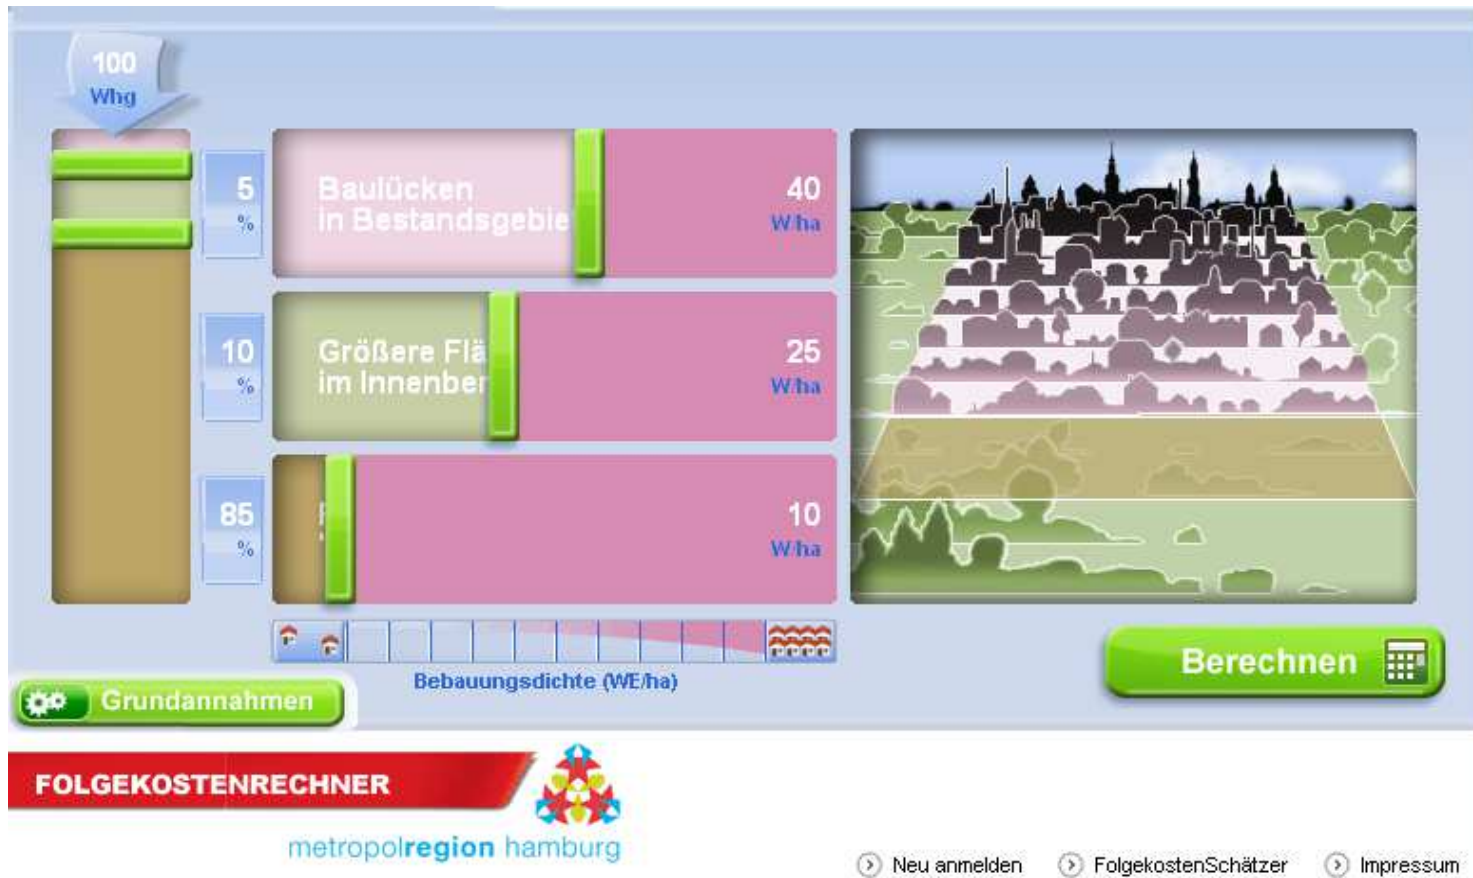 100
Whg
5
%
Baulücken
in Bestandsgebie
40
W/ha
10
%
Größere Flä
im Innenber
25
W/ha
85
%
10
W/ha
Bebauungsdichte (WE/ha)
Berechnen
Grundannahmen
FOLGEKOSTENRECHNER
metropolregion hamburg
Neu anmelden
FolgekostenSchätzer
Impressum